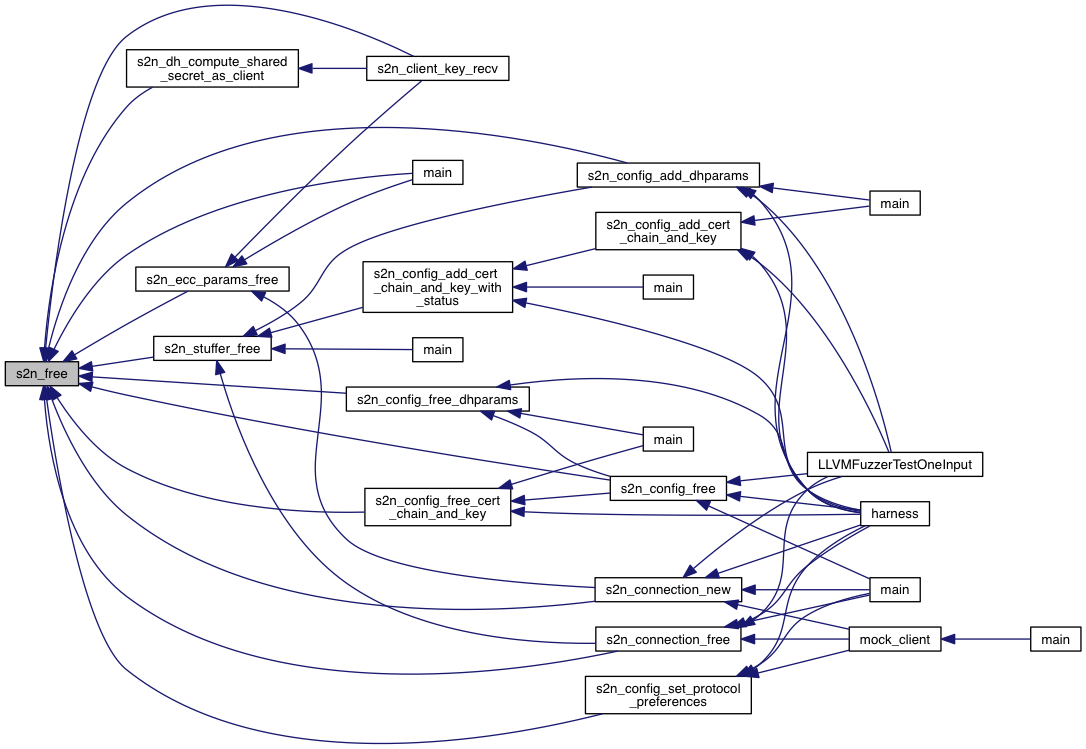 s2n_dh_compute_shared
_secret_as_client
s2n_client_key_recv
main
s2n_config_add_dhparams
main
s2n_config_add_cert
_chain_and_key
s2n_ecc_params_free
s2n_config_add_cert
_chain_and_key_with
_status
main
s2n_stuffer_free
main
s2n_free
s2n_config_free_dhparams
main
LLVMFuzzerTestOneInput
s2n_config_free
s2n_config_free_cert
_chain_and_key
harness
s2n_connection_new
main
s2n_connection_free
mock_client
main
s2n_config_set_protocol
_preferences